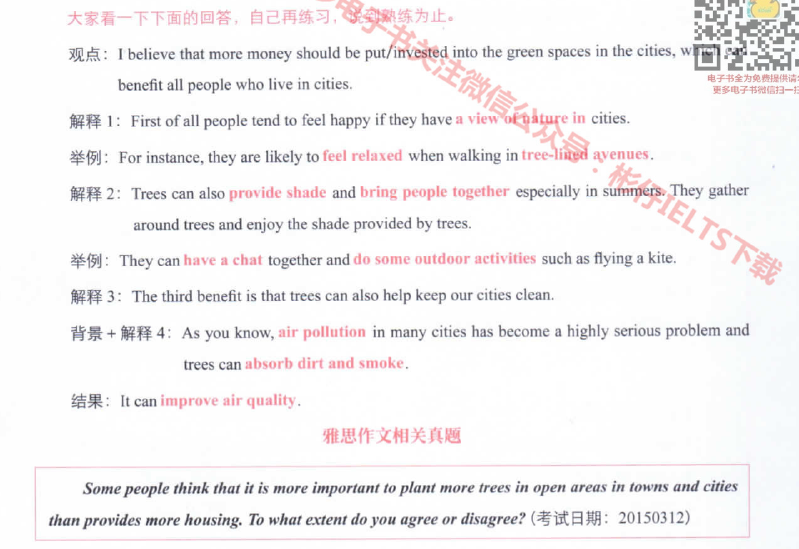 大家看一下下面的回答，自己再练习，说到熟练为止。
观点：I believe that more money should be put/invested into the green spaces in the cities, which can
benefit all people who live in cities.
解释 1：First of all people tend to feel happy if they have a view of nature in cities.
举例：For instance, they are likely to feel relaxed when walking in tree-lined avenues.
解释 2：Trees can also provide shade and bring people together especially in summers. They gather
around trees and enjoy the shade provided by trees.
举例：They can have a chat together and do some outdoor activities such as flying a kite.
解释 3：The third benefit is that trees can also help keep our cities clean.
背景 + 解释 4：As you know, air pollution in many cities has become a highly serious problem and
trees can absorb dirt and smoke.
结果：It can improve air quality.
雅思作文相关真题
Some people think that it is more important to plant more trees in open areas in towns and cities
than provides more housing. To what extent do you agree or disagree? (考试日期：20150312)
电子书关注微信公众号：彬仔IELTS下载
电子书全为免费提供请
更多电子书微信扫一扫